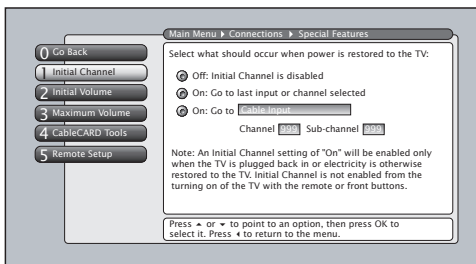 Main Menu ▸ Connections ▸ Special Features
0 Go Back
1 Initial Channel
2 Initial Volume
3 Maximum Volume
4 CableCARD Tools
5 Remote Setup
Select what should occur when power is restored to the TV:
Off: Initial Channel is disabled
On: Go to last input or channel selected
On: Go to Cable Input
Channel 999 Sub-channel 999
Note: An Initial Channel setting of "On" will be enabled only
when the TV is plugged back in or electricity is otherwise
restored to the TV. Initial Channel is not enabled from the
turning on of the TV with the remote or front buttons.
Press ▴ or ▾ to point to an option, then press OK to
select it. Press ◂ to return to the menu.